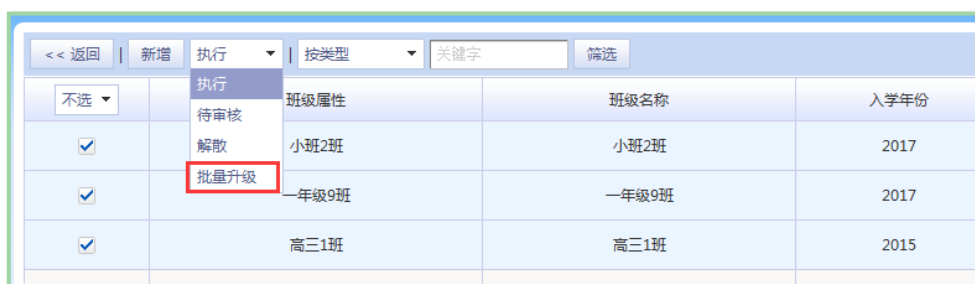 << 返回 | 新增 执行 | 按类型 关键字 筛选
不选 班级属性 班级名称 入学年份
执行
待审核
解散
批量升级
小班2班 小班2班 2017
一年级9班 一年级9班 2017
高三1班 高三1班 2015